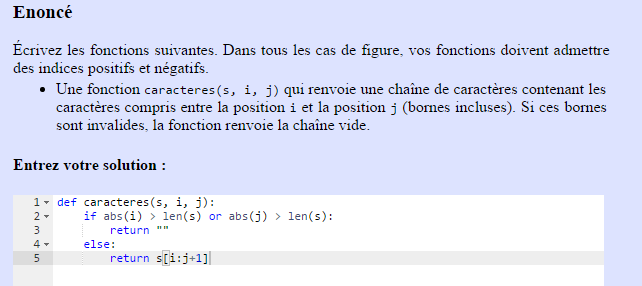 Enoncé
Écrivez les fonctions suivantes. Dans tous les cas de figure, vos fonctions doivent admettre
des indices positifs et négatifs.
• Une fonction caracteres(s, i, j) qui renvoie une chaîne de caractères contenant les
caractères compris entre la position i et la position j (bornes incluses). Si ces bornes
sont invalides, la fonction renvoie la chaîne vide.
Entrez votre solution :
1 def caracteres(s, i, j):
2     if abs(i) > len(s) or abs(j) > len(s):
3         return ""
4     else:
5         return s[i:j+1]